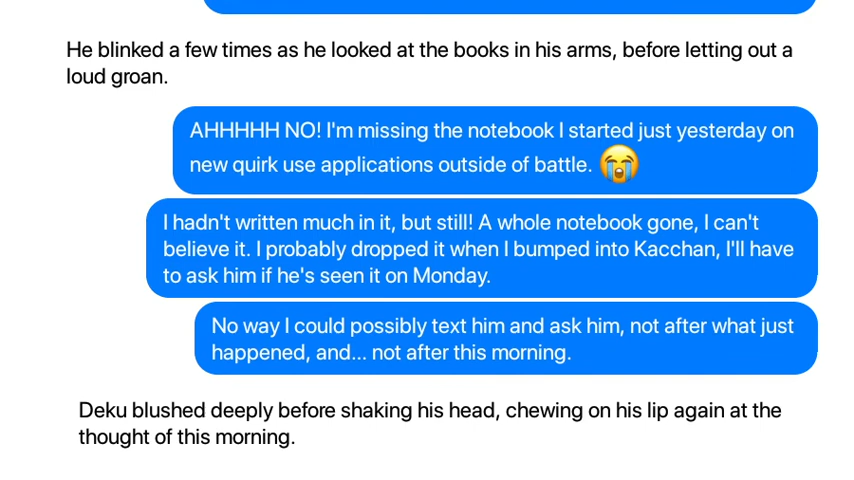 He blinked a few times as he looked at the books in his arms, before letting out a
loud groan.
AHHHHH NO! I'm missing the notebook I started just yesterday on
new quirk use applications outside of battle. 😭
I hadn't written much in it, but still! A whole notebook gone, I can't
believe it. I probably dropped it when I bumped into Kacchan, I'll have
to ask him if he's seen it on Monday.
No way I could possibly text him and ask him, not after what just
happened, and... not after this morning.
Deku blushed deeply before shaking his head, chewing on his lip again at the
thought of this morning.